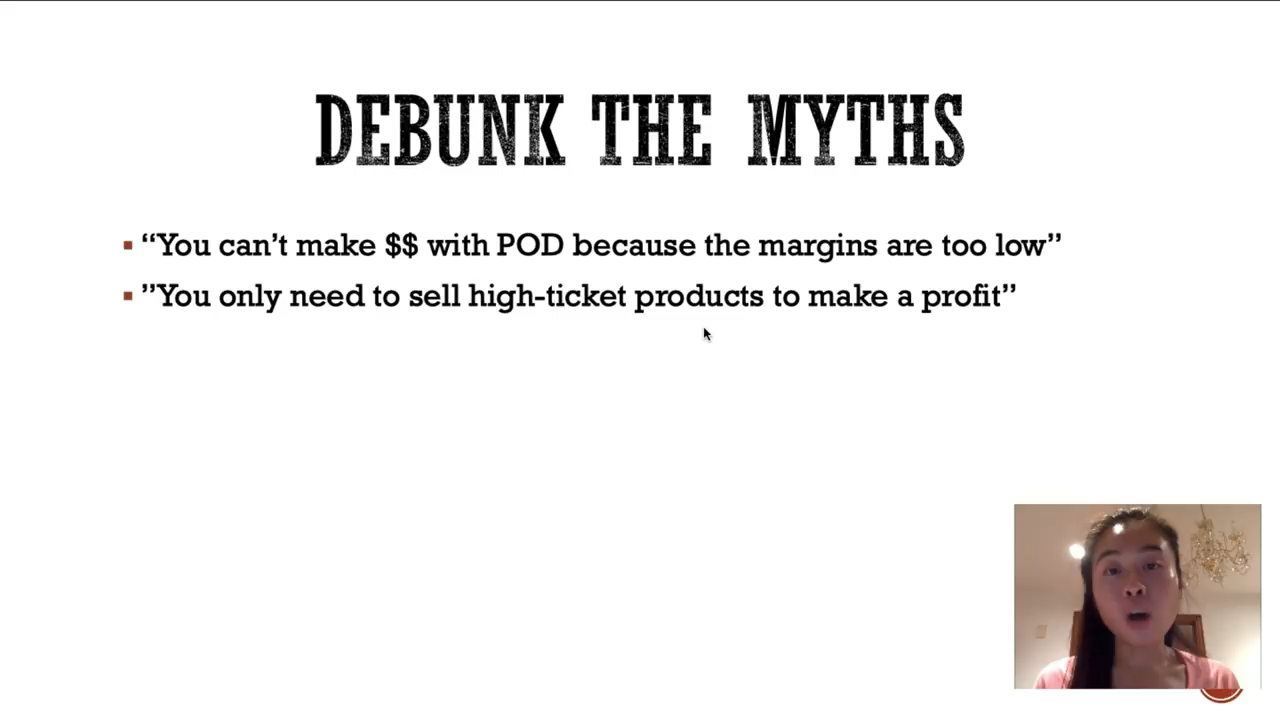 DEBUNK THE MYTHS
“You can’t make $$ with POD because the margins are too low”
”You only need to sell high-ticket products to make a profit”